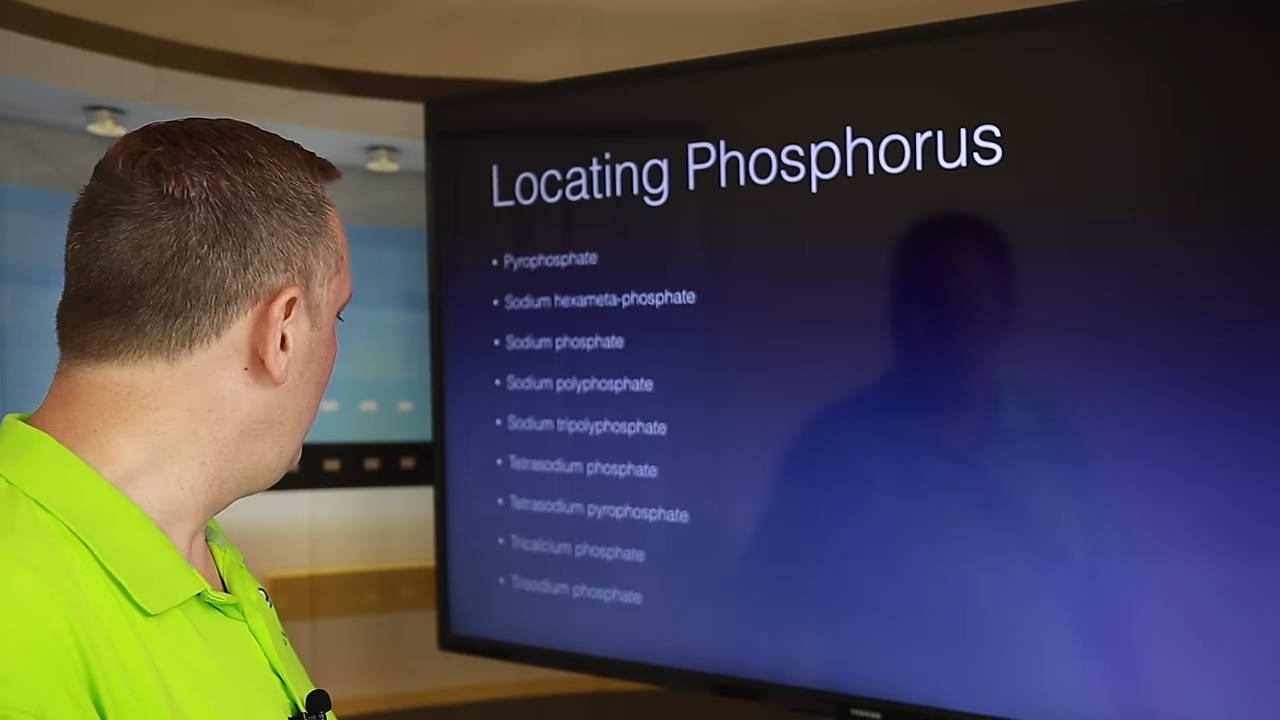 Locating Phosphorus
• Pyrophosphate
• Sodium hexameta-phosphate
• Sodium phosphate
• Sodium polyphosphate
• Sodium tripolyphosphate
• Tetrasodium phosphate
• Tetrasodium pyrophosphate
• Tricalcium phosphate
• Trisodium phosphate